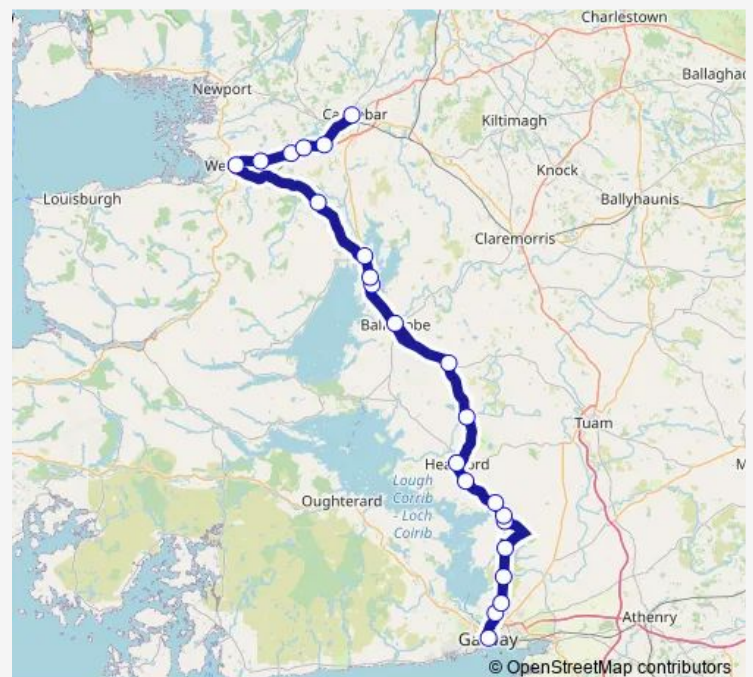 Charlestown
Ballaghad
Newport
Kiltimagh
Knock
Louisburgh
Ballyhaunis
Claremorris
Tuam
Oughterard
Lough
Corrib
- Loch
Coirib
Athenry
© OpenStreetMap contributors